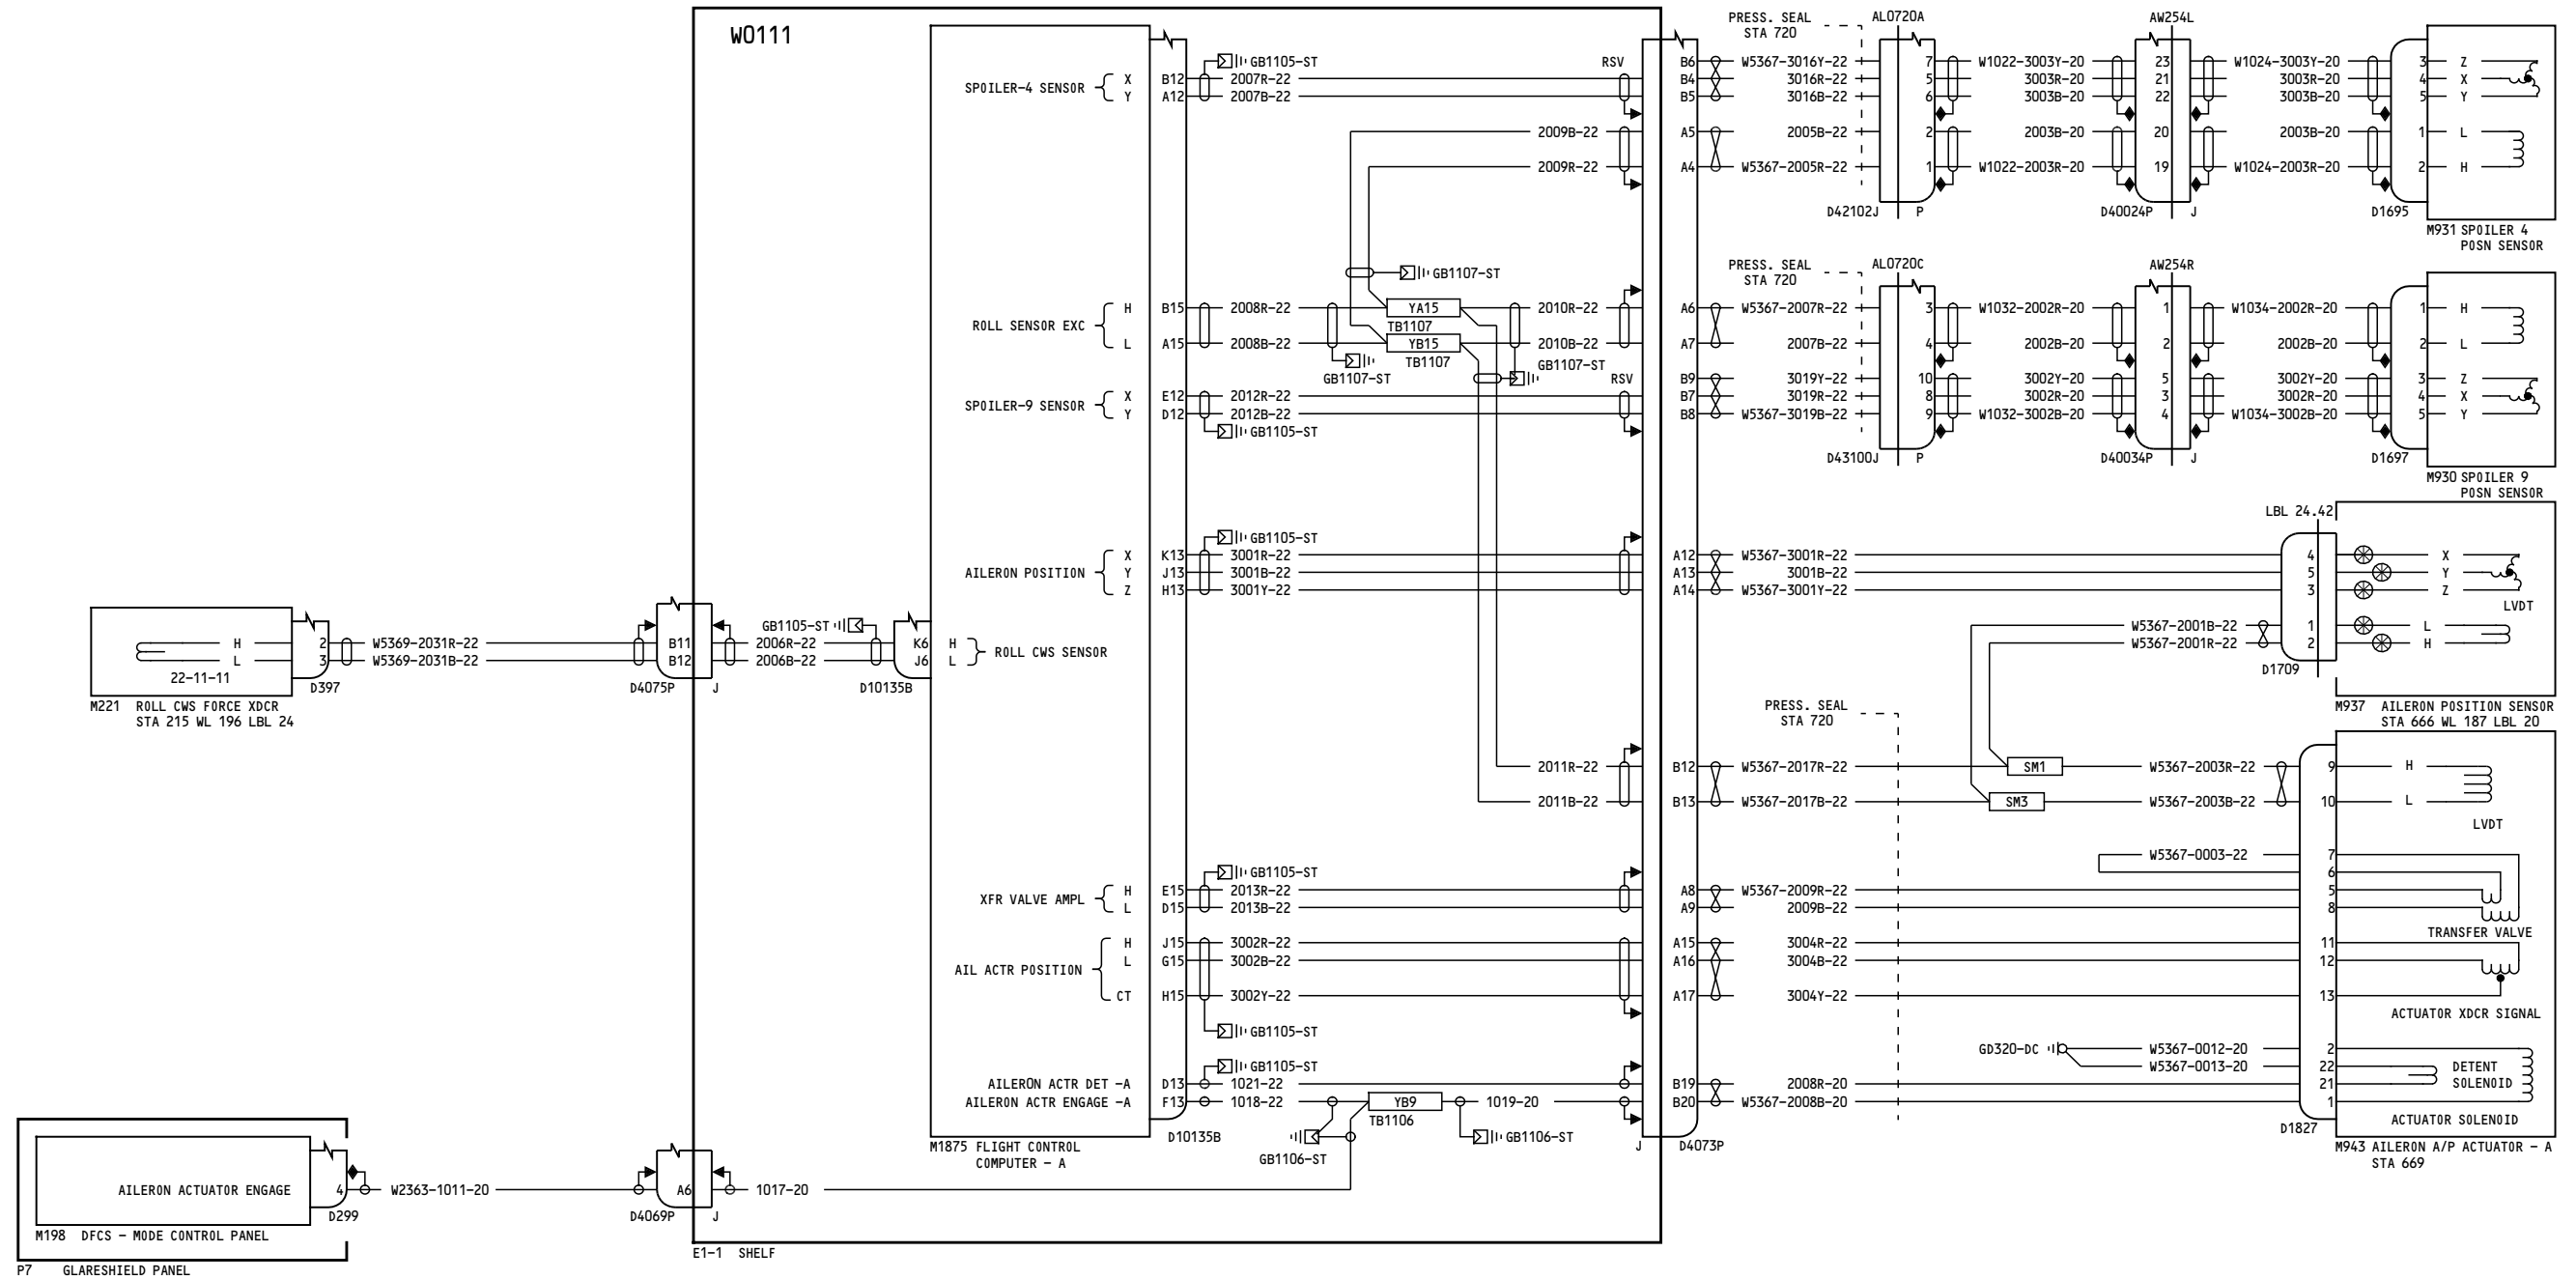 W0111
SPOILER-4 SENSOR X Y
B12 A12
GB1105-ST
2007R-22
2007B-22
RSV
B6 B4 B5
PRESS. SEAL
STA 720
W5367-3016Y-22
3016R-22
3016B-22
AL0720A
7 5 6
W1022-3003Y-20
3003R-20
3003B-20
AW254L
23 21 22
W1024-3003Y-20
3003R-20
3003B-20
3 Z
4 X
5 Y
2009B-22 A5 2005B-22 2 2003B-20 20 2003B-20 1 L
2009R-22 A4 W5367-2005R-22 1 W1022-2003R-20 19 W1024-2003R-20 2 H
D42102J P
D40024P J
D1695
M931 SPOILER 4
POSN SENSOR
ROLL SENSOR EXC H L
B15 A15
2008R-22
2008B-22
GB1107-ST
YA15
TB1107
YB15
TB1107
GB1107-ST
GB1107-ST
2010R-22
2010B-22
RSV
A6 A7
PRESS. SEAL
STA 720
W5367-2007R-22
2007B-22
AL0720C
3 4
W1032-2002R-20
2002B-20
AW254R
1 2
W1034-2002R-20
2002B-20
1 H
2 L
SPOILER-9 SENSOR X Y
E12 D12
2012R-22
2012B-22
GB1105-ST
B9 3019Y-22 10 3002Y-20 5 3002Y-20 3 Z
B7 3019R-22 8 3002R-20 3 3002R-20 4 X
B8 W5367-3019B-22 9 W1032-3002B-20 4 W1034-3002B-20 5 Y
D43100J P
D40034P J
D1697
M930 SPOILER 9
POSN SENSOR
AILERON POSITION X Y Z
K13 J13 H13
GB1105-ST
3001R-22
3001B-22
3001Y-22
A12 W5367-3001R-22
A13 3001B-22
A14 W5367-3001Y-22
LBL 24.42
4 X
5 Y
3 Z
LVDT
W5367-2001B-22 1 L
W5367-2001R-22 2 H
D1709
M937 AILERON POSITION SENSOR
STA 666 WL 187 LBL 20
H L
22-11-11
2 3
D397
W5369-2031R-22
W5369-2031B-22
B11 B12
D4075P J
GB1105-ST
2006R-22
2006B-22
K6 H
J6 L
ROLL CWS SENSOR
D10135B
M221 ROLL CWS FORCE XDCR
STA 215 WL 196 LBL 24
PRESS. SEAL
STA 720
2011R-22 B12 W5367-2017R-22 SM1 W5367-2003R-22 9 H
2011B-22 B13 W5367-2017B-22 SM3 W5367-2003B-22 10 L
LVDT
W5367-0003-22 7
6
XFR VALVE AMPL H L
E15 D15
GB1105-ST
2013R-22
2013B-22
A8 W5367-2009R-22 5
A9 2009B-22 8
TRANSFER VALVE
AIL ACTR POSITION H L CT
J15 3002R-22 A15 3004R-22 11
G15 3002B-22 A16 3004B-22 12
H15 3002Y-22 A17 3004Y-22 13
GB1105-ST
ACTUATOR XDCR SIGNAL
GD320-DC
W5367-0012-20 2
W5367-0013-20 22
DETENT
SOLENOID
GB1105-ST
AILERON ACTR DET -A D13 1021-22 B19 2008R-20 21
AILERON ACTR ENGAGE -A F13 1018-22 YB9 1019-20 B20 W5367-2008B-20 1
TB1106
GB1106-ST
GB1106-ST
ACTUATOR SOLENOID
D10135B
M1875 FLIGHT CONTROL
COMPUTER - A
J D4073P
D1827
M943 AILERON A/P ACTUATOR - A
STA 669
AILERON ACTUATOR ENGAGE 4
D299
W2363-1011-20
A6
D4069P J
1017-20
M198 DFCS - MODE CONTROL PANEL
E1-1 SHELF
P7 GLARESHIELD PANEL